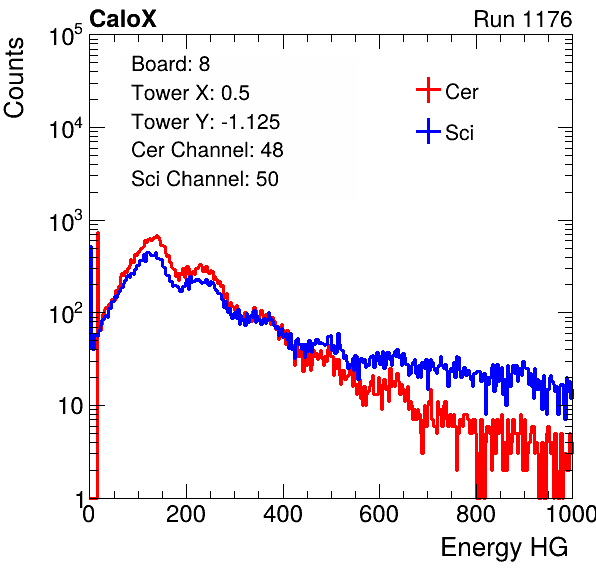 CaloX Run 1176
Counts
10^5
10^4
10^3
10^2
10
1
Board: 8
Tower X: 0.5
Tower Y: -1.125
Cer Channel: 48
Sci Channel: 50
Cer
Sci
0 200 400 600 800 1000
Energy HG